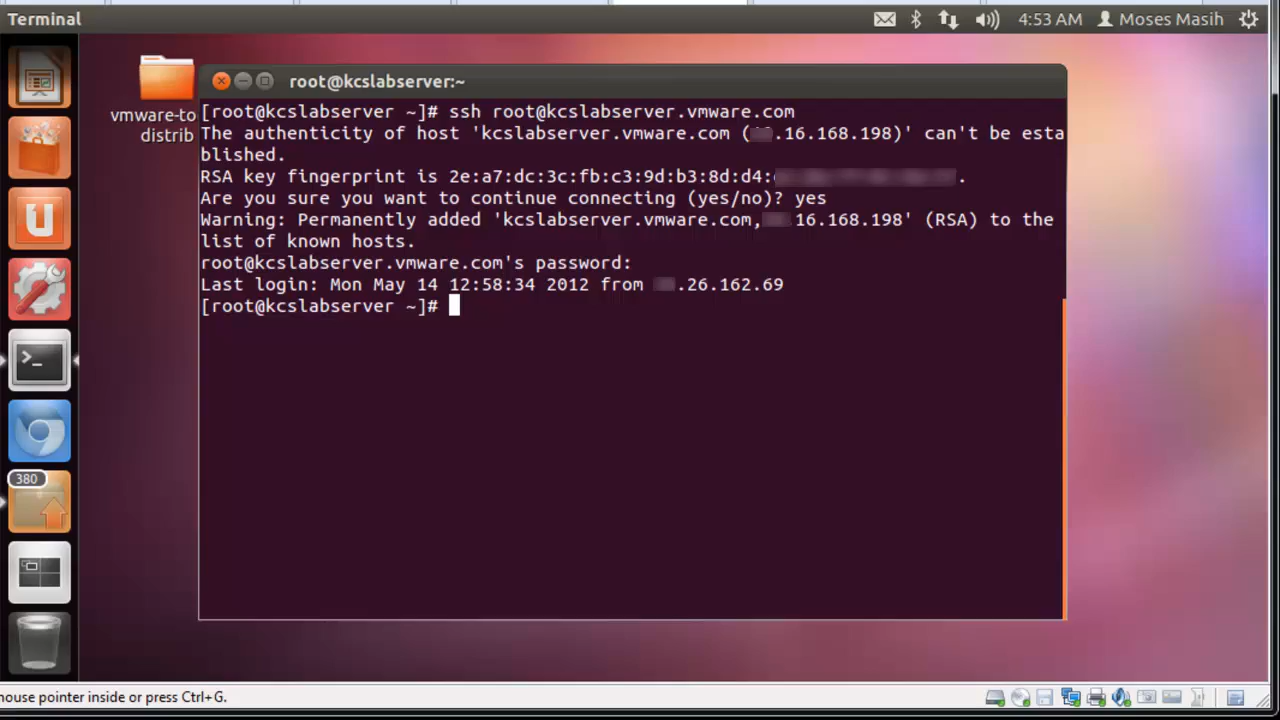 Terminal
4:53 AM
Moses Masih
vmware-to
distrib
root@kcslabserver:~
[root@kcslabserver ~]# ssh root@kcslabserver.vmware.com
The authenticity of host 'kcslabserver.vmware.com (.16.168.198)' can't be esta
blished.
RSA key fingerprint is 2e:a7:dc:3c:fb:c3:9d:b3:8d:d4: .
Are you sure you want to continue connecting (yes/no)? yes
Warning: Permanently added 'kcslabserver.vmware.com, .16.168.198' (RSA) to the
list of known hosts.
root@kcslabserver.vmware.com's password:
Last login: Mon May 14 12:58:34 2012 from .26.162.69
[root@kcslabserver ~]#
380
nouse pointer inside or press Ctrl+G.